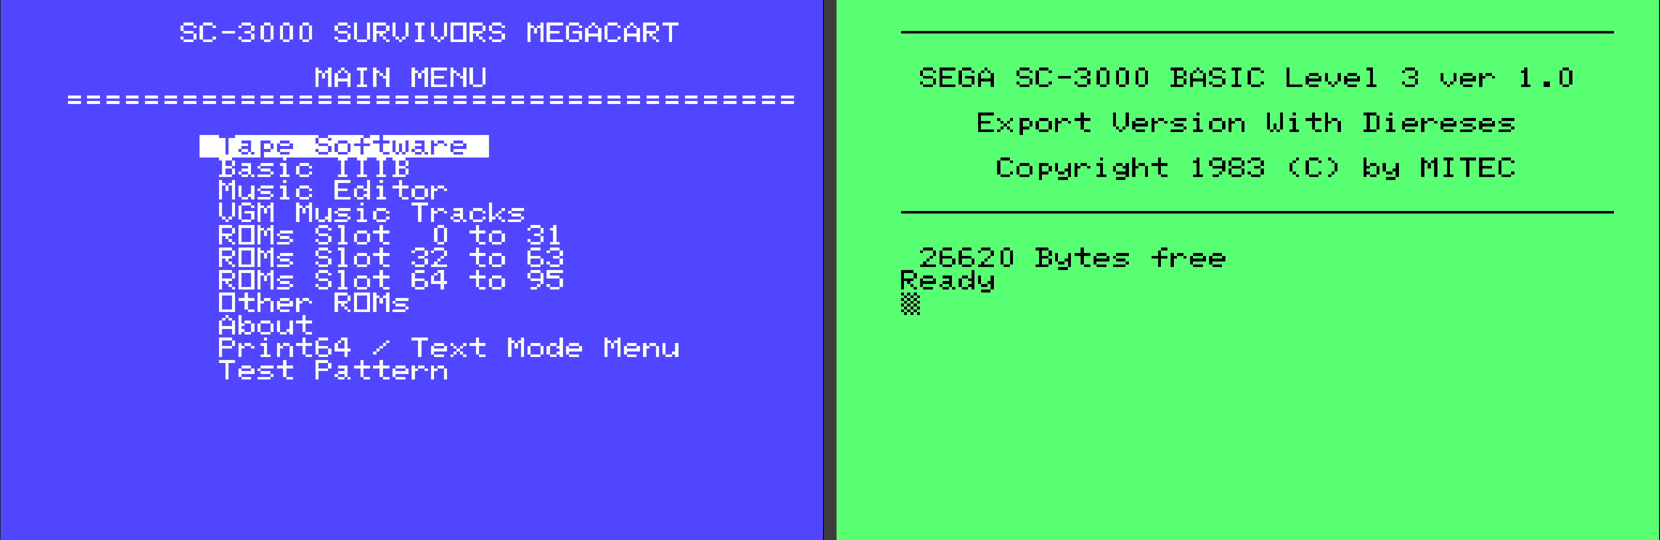 SC-3000 SURVIVORS MEGACART
MAIN MENU
======================================
Tape Software
Basic IIIB
Music Editor
VGM Music Tracks
ROMs Slot  0 to 31
ROMs Slot 32 to 63
ROMs Slot 64 to 95
Other ROMs
About
Print64 / Text Mode Menu
Test Pattern
SEGA SC-3000 BASIC Level 3 ver 1.0
Export Version With Diereses
Copyright 1983 (C) by MITEC
26620 Bytes free
Ready